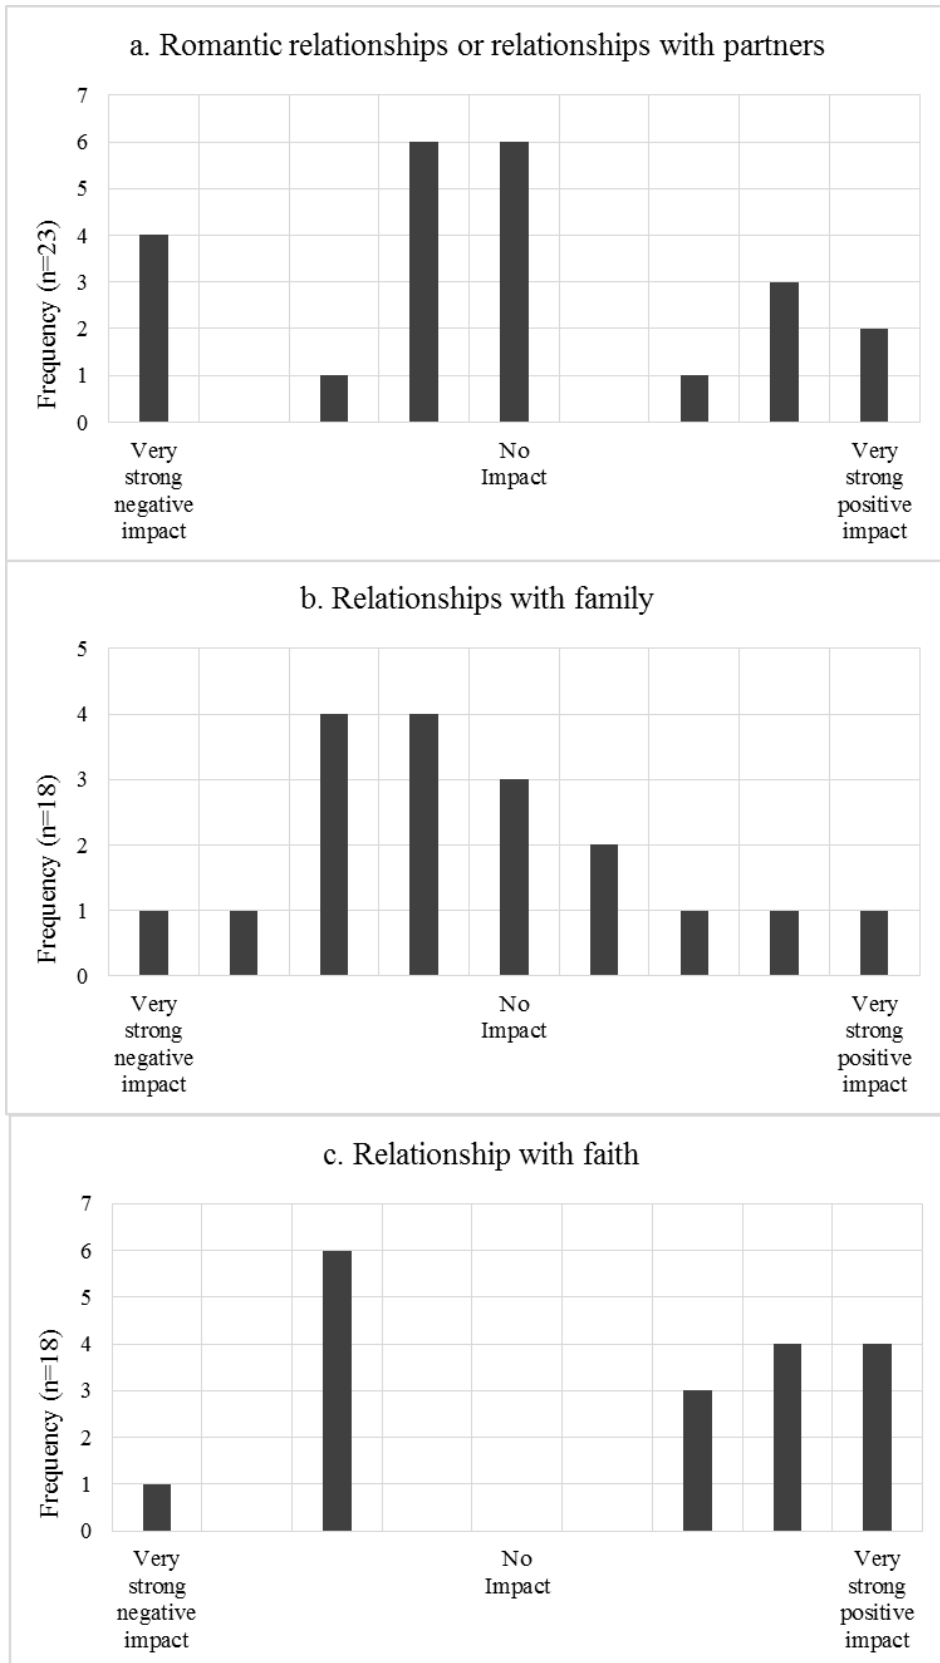 a. Romantic relationships or relationships with partners
Frequency (n=23)
7
6
5
4
3
2
1
0
Very strong negative impact
No Impact
Very strong positive impact
b. Relationships with family
Frequency (n=18)
5
4
3
2
1
0
Very strong negative impact
No Impact
Very strong positive impact
c. Relationship with faith
Frequency (n=18)
7
6
5
4
3
2
1
0
Very strong negative impact
No Impact
Very strong positive impact